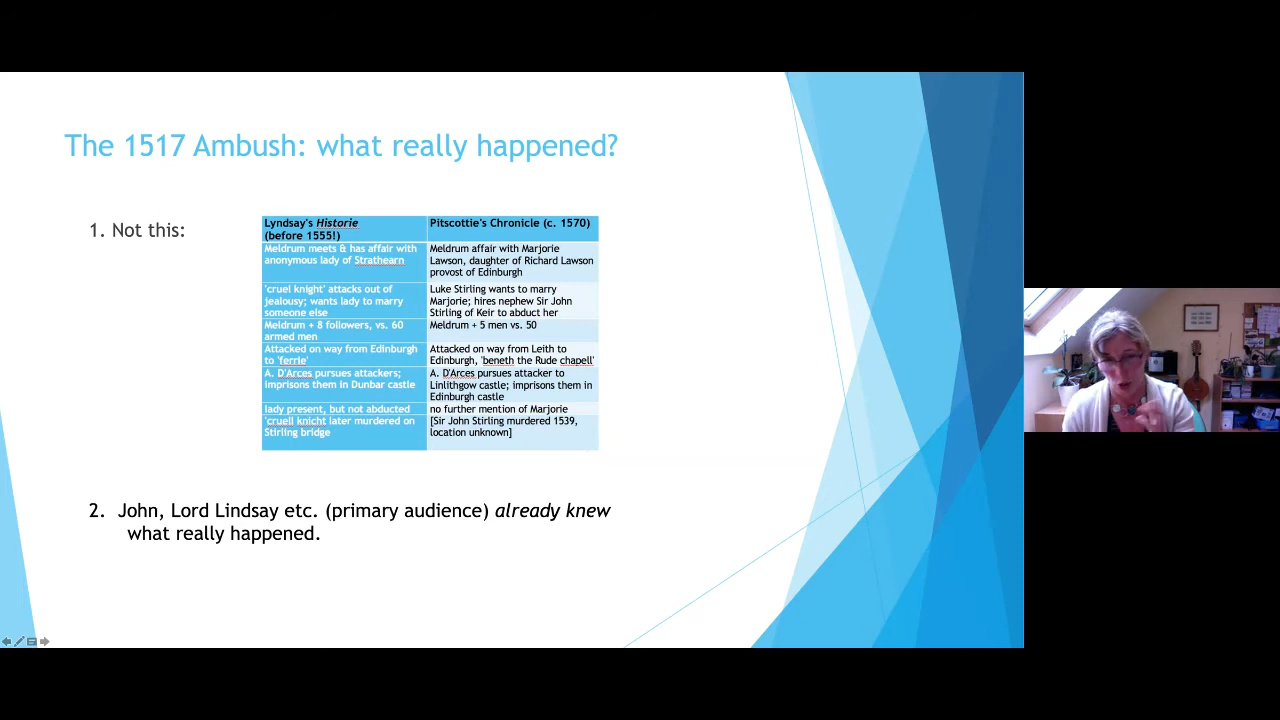 The 1517 Ambush: what really happened?
1. Not this:
Lyndsay's Historie
(before 1555!)
Pitscottie's Chronicle (c. 1570)
Meldrum meets & has affair with
anonymous lady of Strathearn
Meldrum affair with Marjorie
Lawson, daughter of Richard Lawson
provost of Edinburgh
'cruel knight' attacks out of
jealousy; wants lady to marry
someone else
Luke Stirling wants to marry
Marjorie; hires nephew Sir John
Stirling of Keir to abduct her
Meldrum + 8 followers, vs. 60
armed men
Meldrum + 5 men vs. 50
Attacked on way from Edinburgh
to 'ferrie'
Attacked on way from Leith to
Edinburgh, 'beneth the Rude chapell'
A. D'Arces pursues attackers;
imprisons them in Dunbar castle
A. D'Arces pursues attacker to
Linlithgow castle; imprisons them in
Edinburgh castle
lady present, but not abducted
no further mention of Marjorie
'cruell knicht later murdered on
Stirling bridge
[Sir John Stirling murdered 1539,
location unknown]
2. John, Lord Lindsay etc. (primary audience) already knew
what really happened.